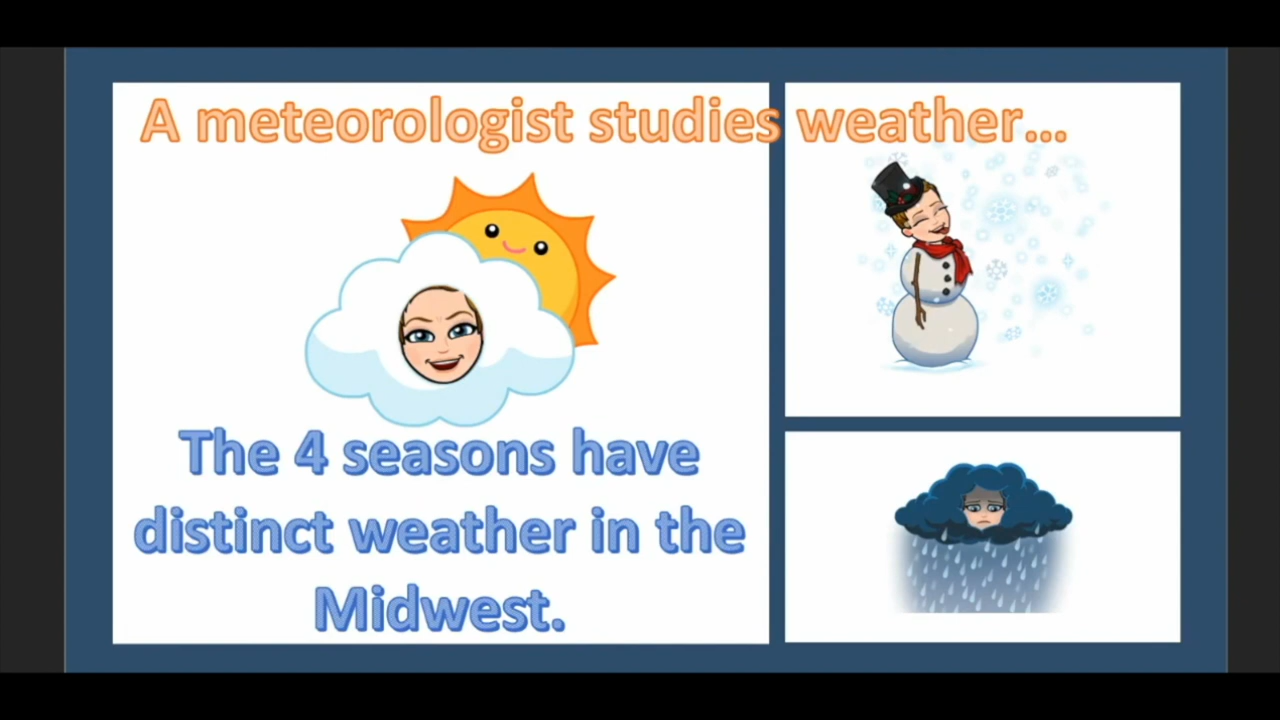 A meteorologist studies weather...
The 4 seasons have
distinct weather in the
Midwest.